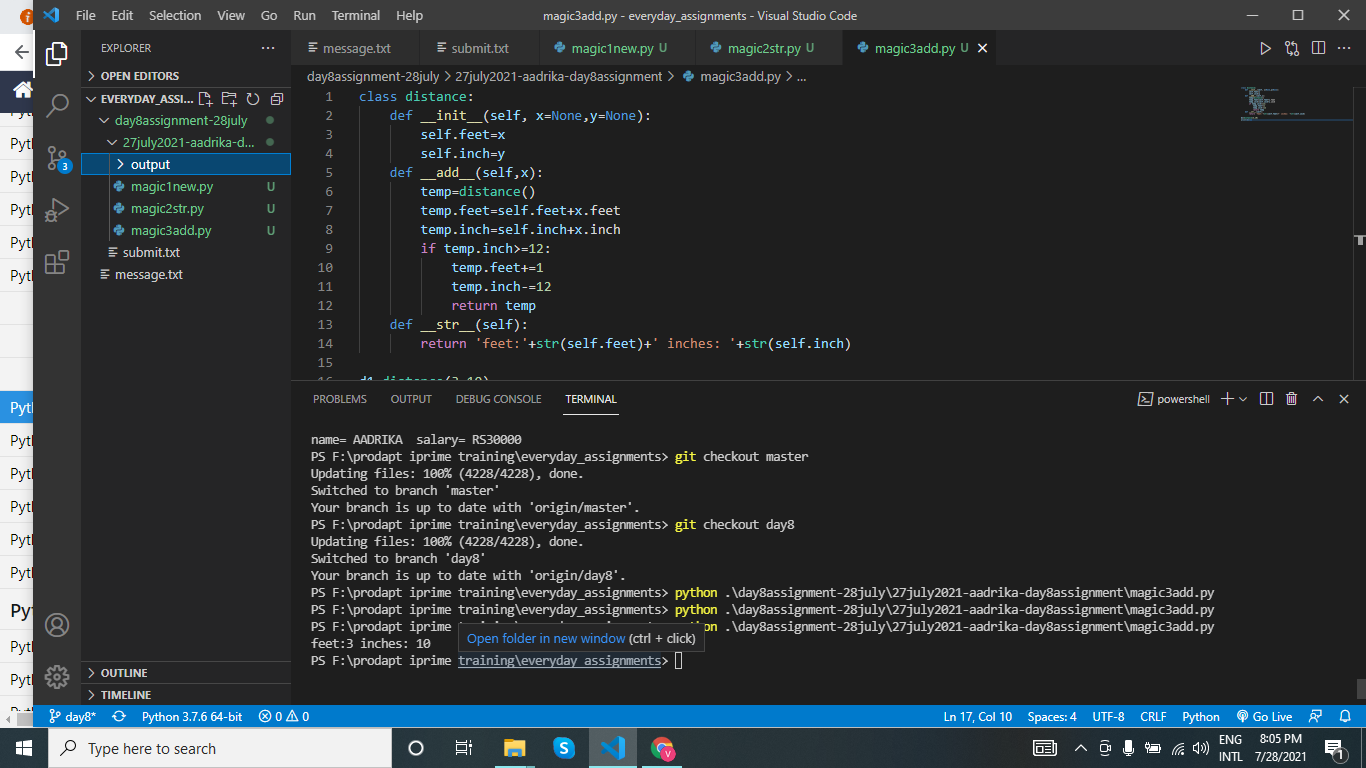 File Edit Selection View Go Run Terminal Help magic3add.py - everyday_assignments - Visual Studio Code
EXPLORER
OPEN EDITORS
EVERYDAY_ASSI...
day8assignment-28july
27july2021-aadrika-d...
output
magic1new.py U
magic2str.py U
magic3add.py U
submit.txt
message.txt
OUTLINE
TIMELINE
3
message.txt submit.txt magic1new.py U magic2str.py U magic3add.py U
day8assignment-28july > 27july2021-aadrika-day8assignment > magic3add.py > ...
1 class distance:
2 def __init__(self, x=None,y=None):
3 self.feet=x
4 self.inch=y
5 def __add__(self,x):
6 temp=distance()
7 temp.feet=self.feet+x.feet
8 temp.inch=self.inch+x.inch
9 if temp.inch>=12:
10 temp.feet+=1
11 temp.inch-=12
12 return temp
13 def __str__(self):
14 return 'feet:'+str(self.feet)+' inches: '+str(self.inch)
15
PROBLEMS OUTPUT DEBUG CONSOLE TERMINAL powershell
name= AADRIKA salary= RS30000
PS F:\prodapt iprime training\everyday_assignments> git checkout master
Updating files: 100% (4228/4228), done.
Switched to branch 'master'
Your branch is up to date with 'origin/master'.
PS F:\prodapt iprime training\everyday_assignments> git checkout day8
Updating files: 100% (4228/4228), done.
Switched to branch 'day8'
Your branch is up to date with 'origin/day8'.
PS F:\prodapt iprime training\everyday_assignments> python .\day8assignment-28july\27july2021-aadrika-day8assignment\magic3add.py
PS F:\prodapt iprime training\everyday_assignments> python .\day8assignment-28july\27july2021-aadrika-day8assignment\magic3add.py
PS F:\prodapt iprime on .\day8assignment-28july\27july2021-aadrika-day8assignment\magic3add.py
Open folder in new window (ctrl + click)
feet:3 inches: 10
PS F:\prodapt iprime training\everyday_assignments>
day8* Python 3.7.6 64-bit 0 0 Ln 17, Col 10 Spaces: 4 UTF-8 CRLF Python Go Live
Type here to search
ENG
INTL
8:05 PM
7/28/2021
1